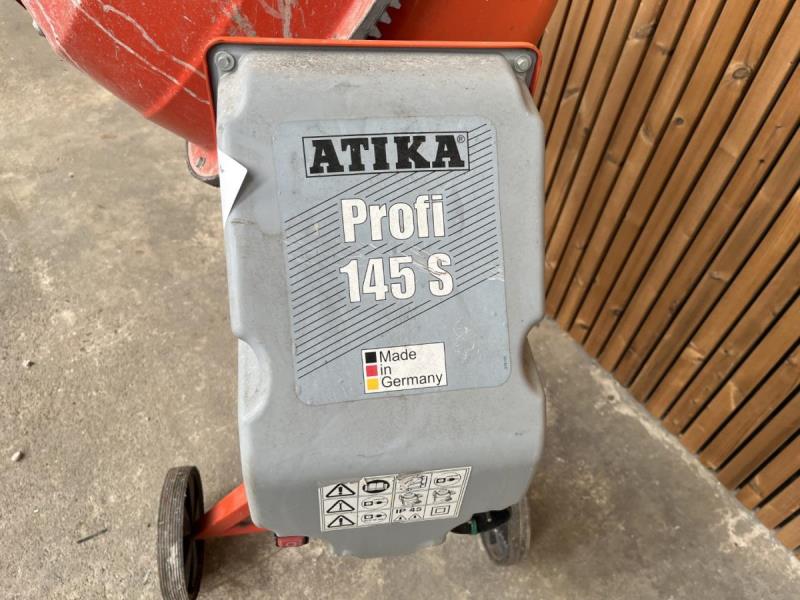 ATIKA®
Profi
145 S
Made
in
Germany
IP 45